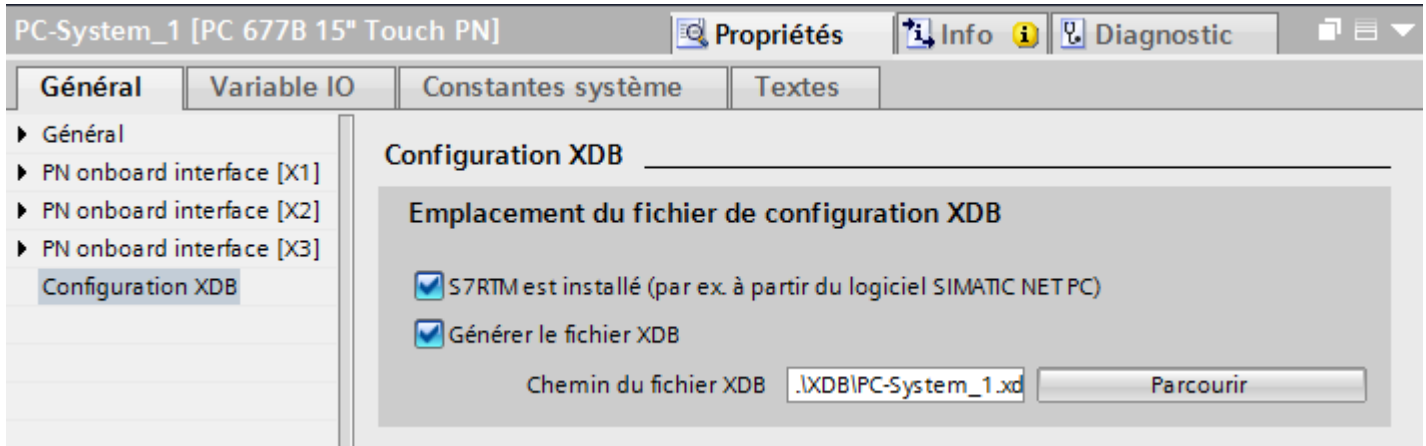 PC-System_1 [PC 677B 15" Touch PN]
Propriétés
Info
Diagnostic
Général
Variable IO
Constantes système
Textes
Général
PN onboard interface [X1]
PN onboard interface [X2]
PN onboard interface [X3]
Configuration XDB
Configuration XDB
Emplacement du fichier de configuration XDB
S7RTM est installé (par ex. à partir du logiciel SIMATIC NET PC)
Générer le fichier XDB
Chemin du fichier XDB .\XDB\PC-System_1.xd Parcourir